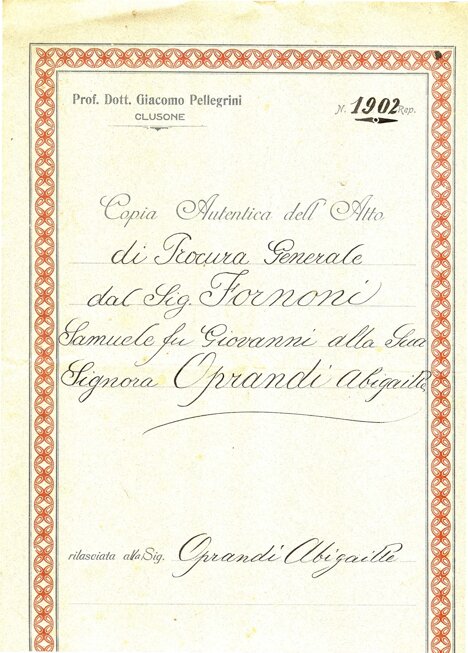 Prof. Dott. Giacomo Pellegrini
CLUSONE
N. 1902 Rep.
Copia Autentica dell'Atto
di Procura Generale
dal Sig. Fornoni
Samuele fu Giovanni alla Sua
Signora Oprandi Abigaille
rilasciata alla Sig. Oprandi Abigaille